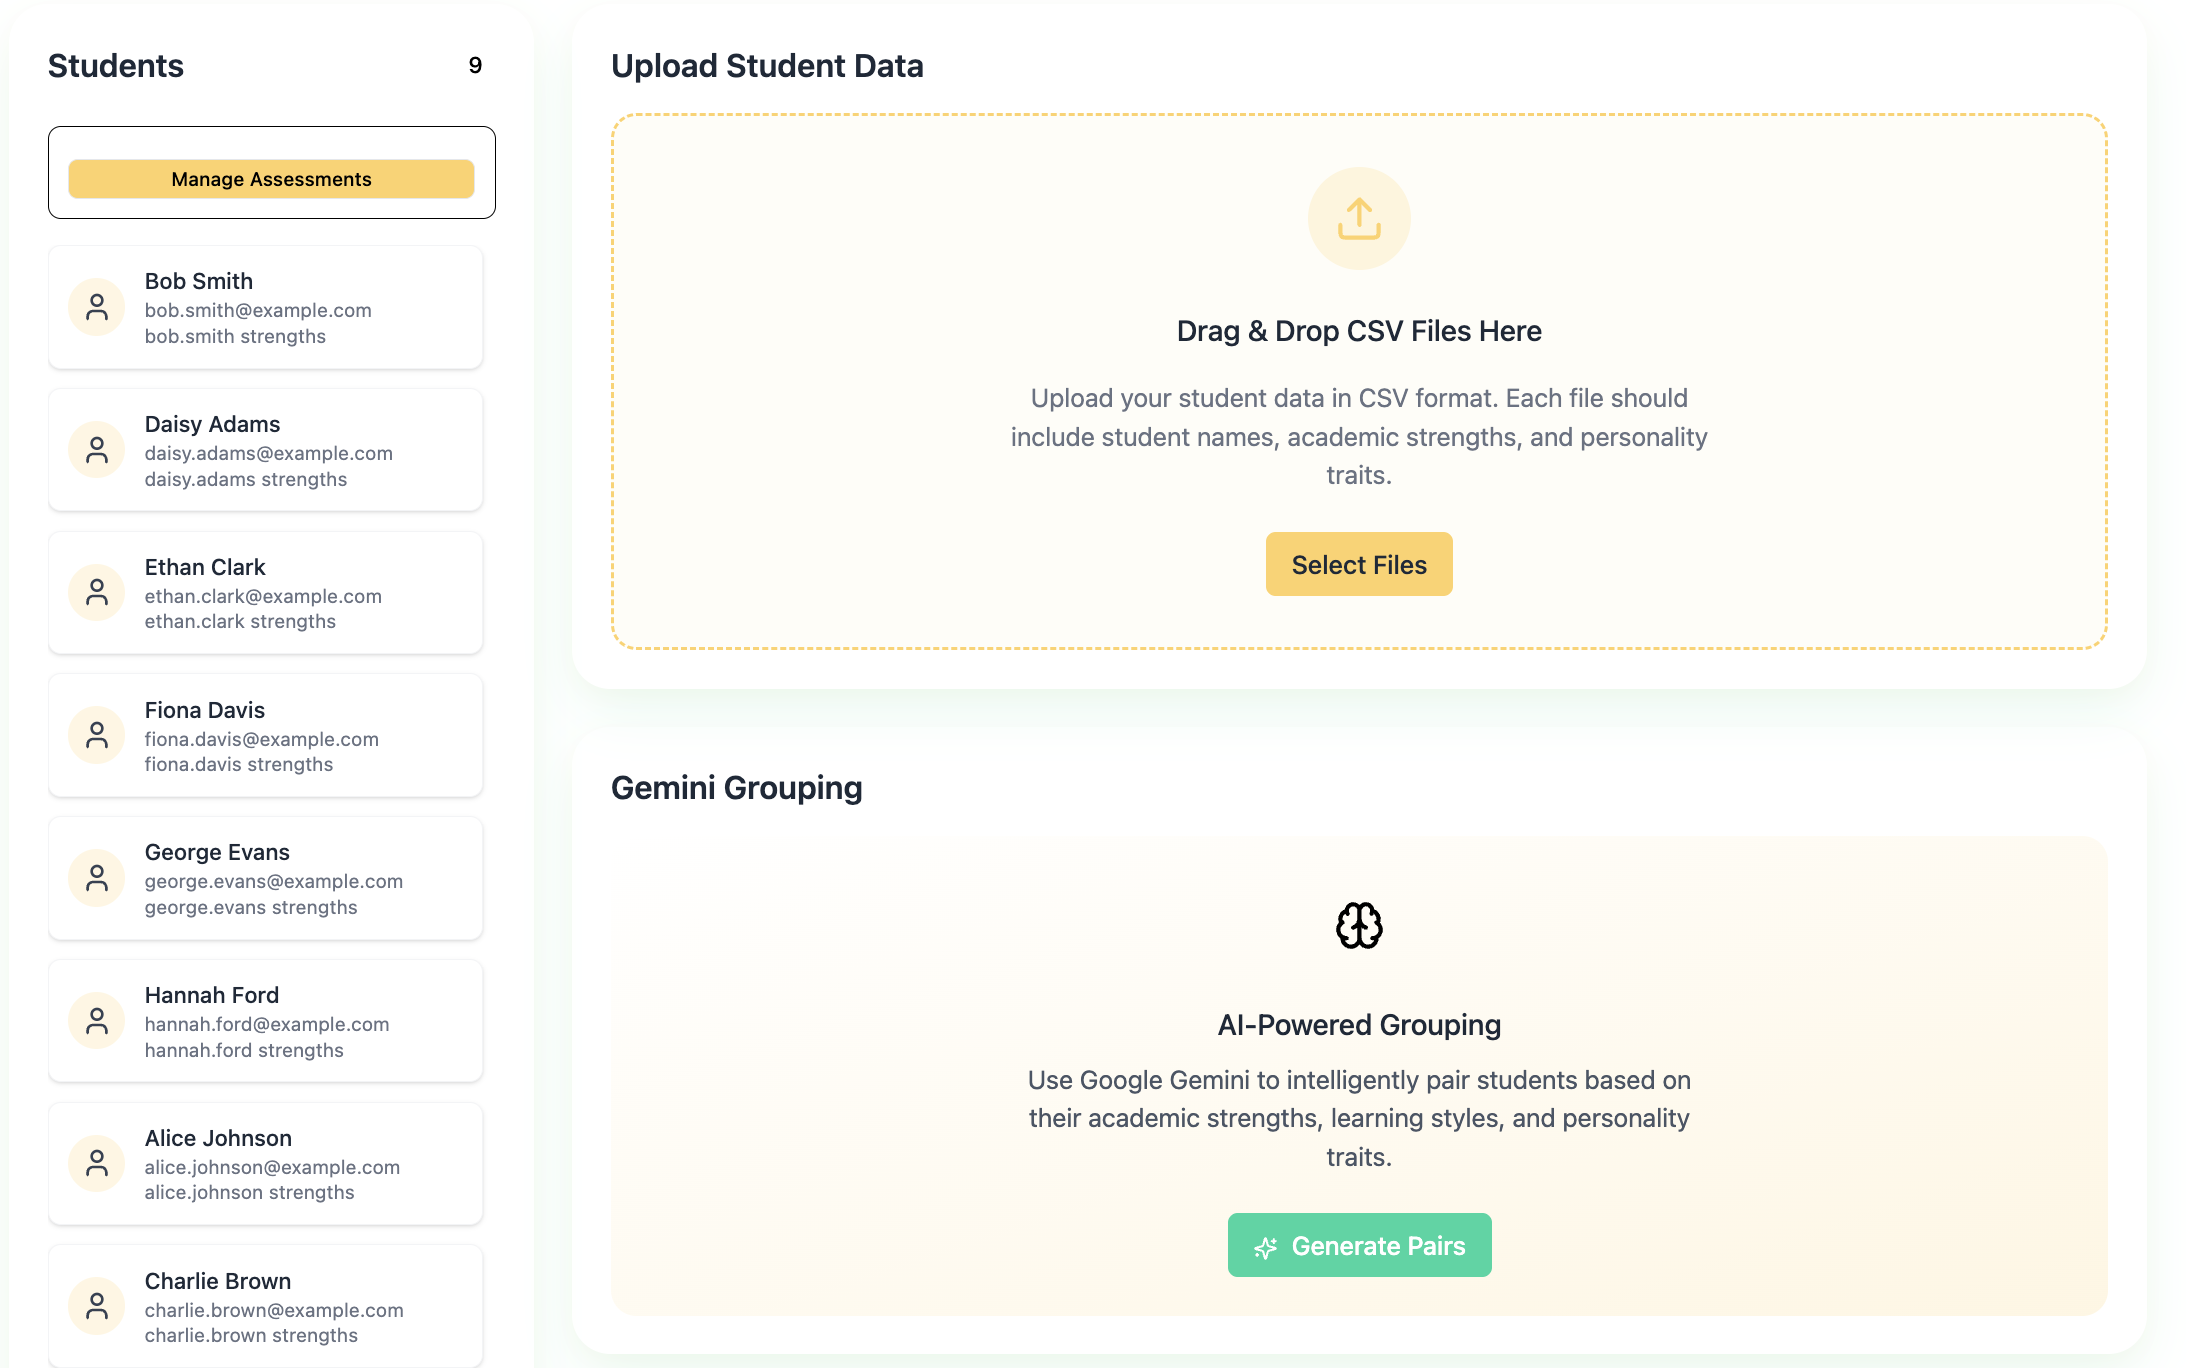 Students
9
Manage Assessments
Bob Smith
bob.smith@example.com
bob.smith strengths
Daisy Adams
daisy.adams@example.com
daisy.adams strengths
Ethan Clark
ethan.clark@example.com
ethan.clark strengths
Fiona Davis
fiona.davis@example.com
fiona.davis strengths
George Evans
george.evans@example.com
george.evans strengths
Hannah Ford
hannah.ford@example.com
hannah.ford strengths
Alice Johnson
alice.johnson@example.com
alice.johnson strengths
Charlie Brown
charlie.brown@example.com
charlie.brown strengths
Upload Student Data
Drag & Drop CSV Files Here
Upload your student data in CSV format. Each file should
include student names, academic strengths, and personality
traits.
Select Files
Gemini Grouping
AI-Powered Grouping
Use Google Gemini to intelligently pair students based on
their academic strengths, learning styles, and personality
traits.
Generate Pairs